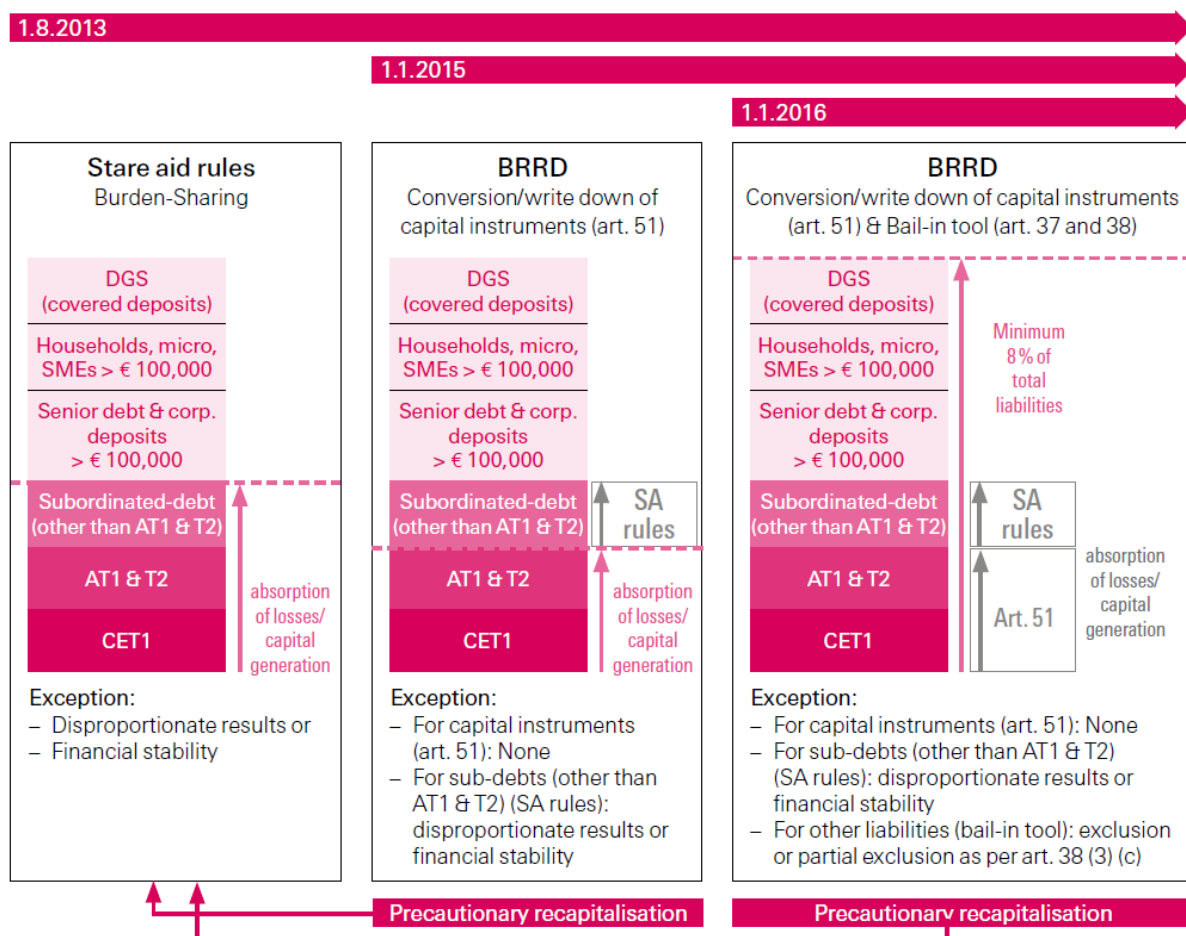 1.8.2013
1.1.2015
1.1.2016
Stare aid rules
Burden-Sharing
DGS
(covered deposits)
Households, micro,
SMEs > € 100,000
Senior debt & corp.
deposits
> € 100,000
Subordinated-debt
(other than AT1 & T2)
AT1 & T2
CET1
absorption
of losses/
capital
generation
Exception:
– Disproportionate results or
– Financial stability
BRRD
Conversion/write down of
capital instruments (art. 51)
DGS
(covered deposits)
Households, micro,
SMEs > € 100,000
Senior debt & corp.
deposits
> € 100,000
Subordinated-debt
(other than AT1 & T2)
AT1 & T2
CET1
SA
rules
absorption
of losses/
capital
generation
Exception:
– For capital instruments
(art. 51): None
– For sub-debts (other than
AT1 & T2) (SA rules):
disproportionate results or
financial stability
BRRD
Conversion/write down of capital instruments
(art. 51) & Bail-in tool (art. 37 and 38)
DGS
(covered deposits)
Households, micro,
SMEs > € 100,000
Senior debt & corp.
deposits
> € 100,000
Subordinated-debt
(other than AT1 & T2)
AT1 & T2
CET1
Minimum
8% of
total
liabilities
SA
rules
Art. 51
absorption
of losses/
capital
generation
Exception:
– For capital instruments (art. 51): None
– For sub-debts (other than AT1 & T2)
(SA rules): disproportionate results or
financial stability
– For other liabilities (bail-in tool): exclusion
or partial exclusion as per art. 38 (3) (c)
Precautionary recapitalisation
Precautionary recapitalisation